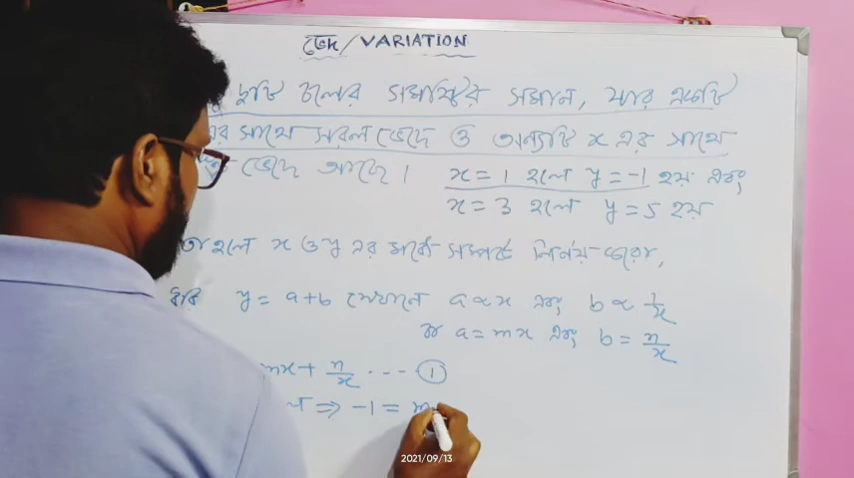 ভেদ/VARIATION
দুটি চলের সমষ্টির সমান, যার একটি
এর সাথে সরল ভেদে ও অন্যটি x এর সাথে
ভেদে আছে। x = 1 হলে y = -1 হয় এবং
x = 3 হলে y = 5 হয়
তা হলে x ও y এর মধ্যে সম্পর্ক নির্ণয় করো,
ধরি y = a+b যেখানে a ∝ x এবং b ∝ 1/x
বা a = mx এবং b = n/x
mx + n/x ... ①
⇒ -1 = m
2021/09/13